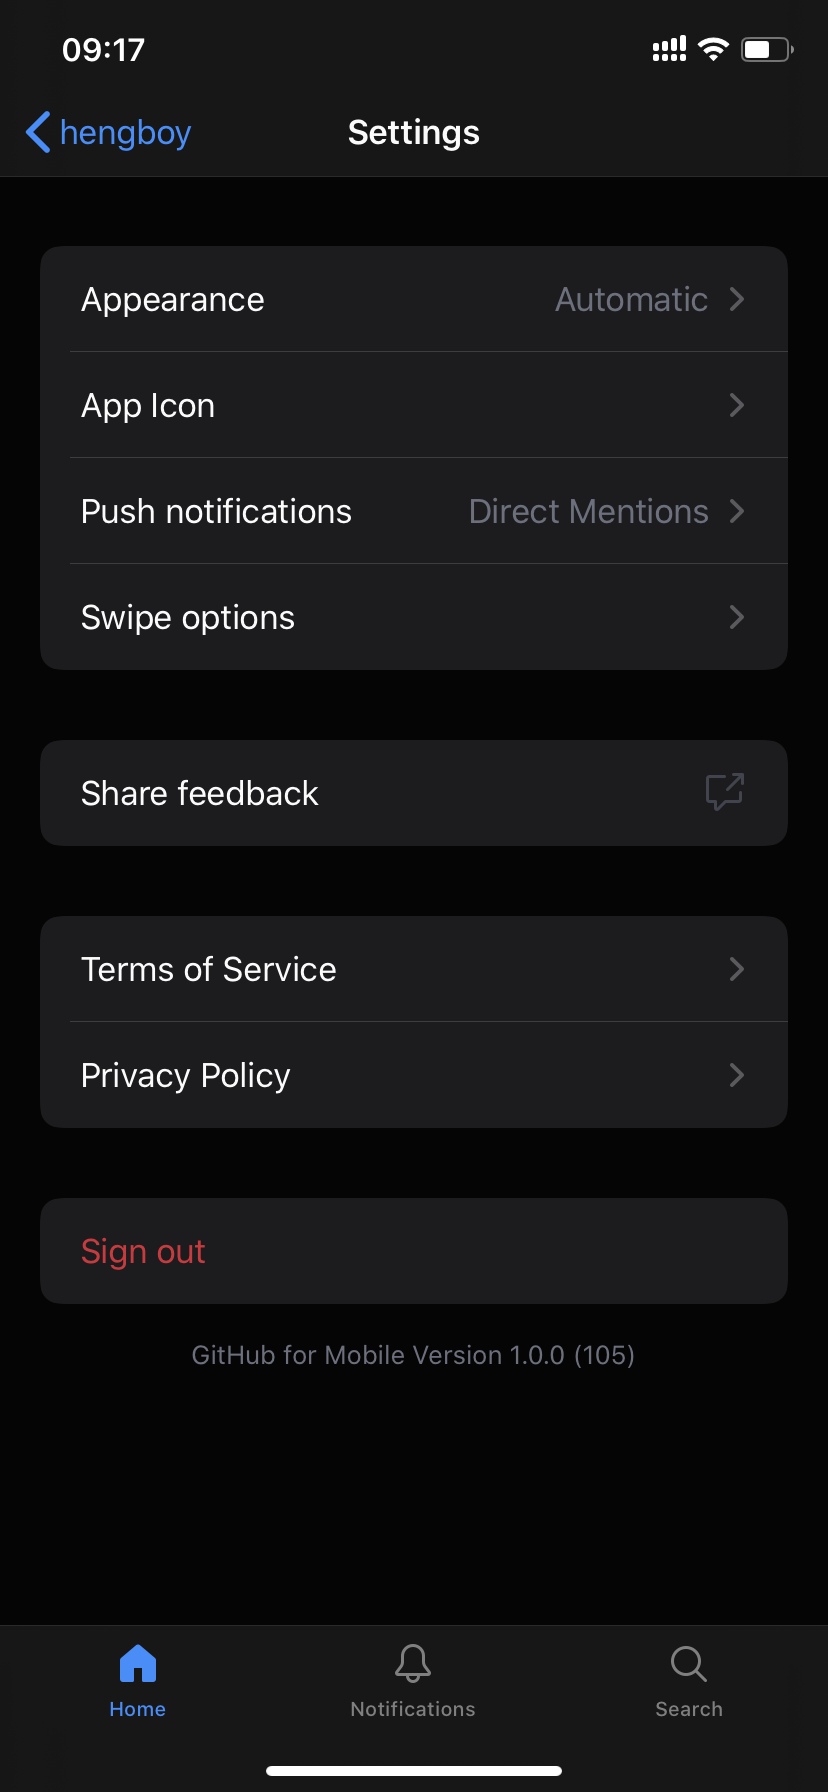 09:17
hengboy
Settings
Appearance
Automatic
App Icon
Push notifications
Direct Mentions
Swipe options
Share feedback
Terms of Service
Privacy Policy
Sign out
GitHub for Mobile Version 1.0.0 (105)
Home
Notifications
Search